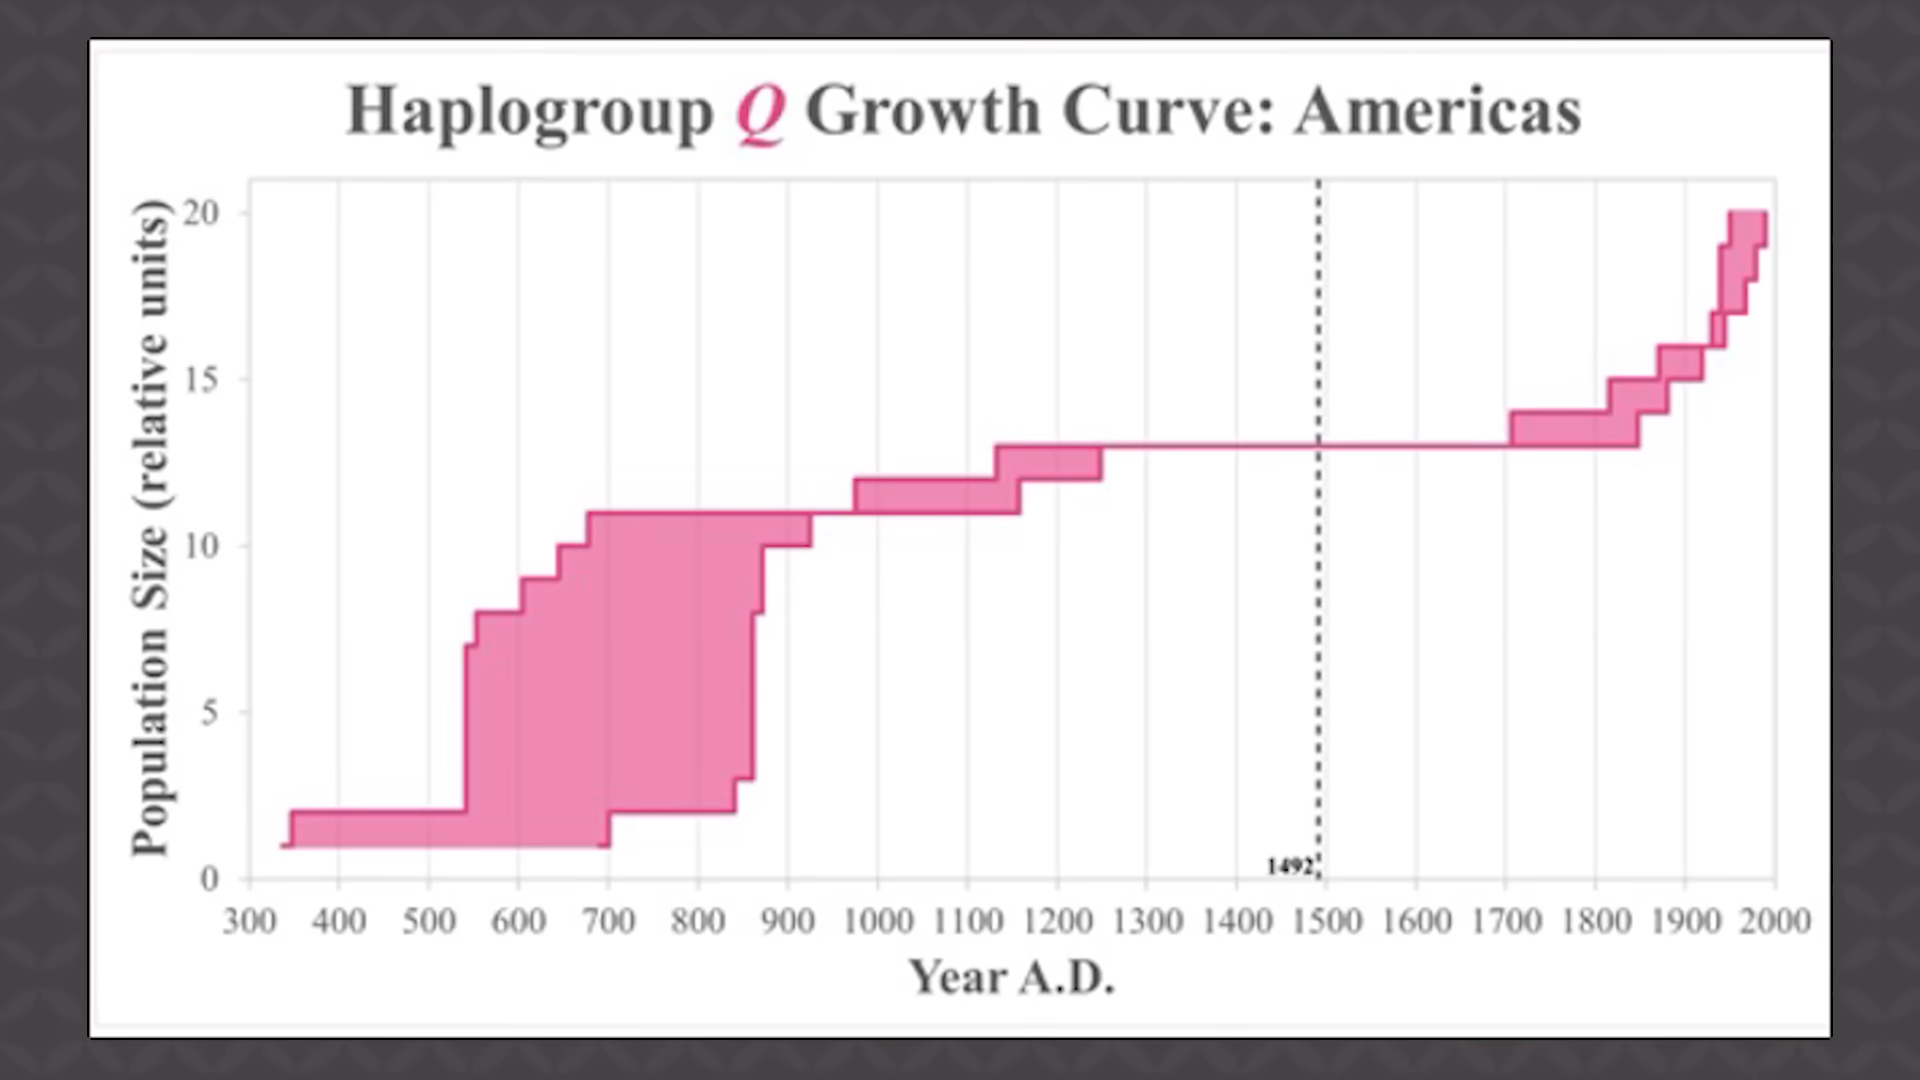 Haplogroup Q Growth Curve: Americas
Population Size (relative units)
20
15
10
5
0
1492
300 400 500 600 700 800 900 1000 1100 1200 1300 1400 1500 1600 1700 1800 1900 2000
Year A.D.